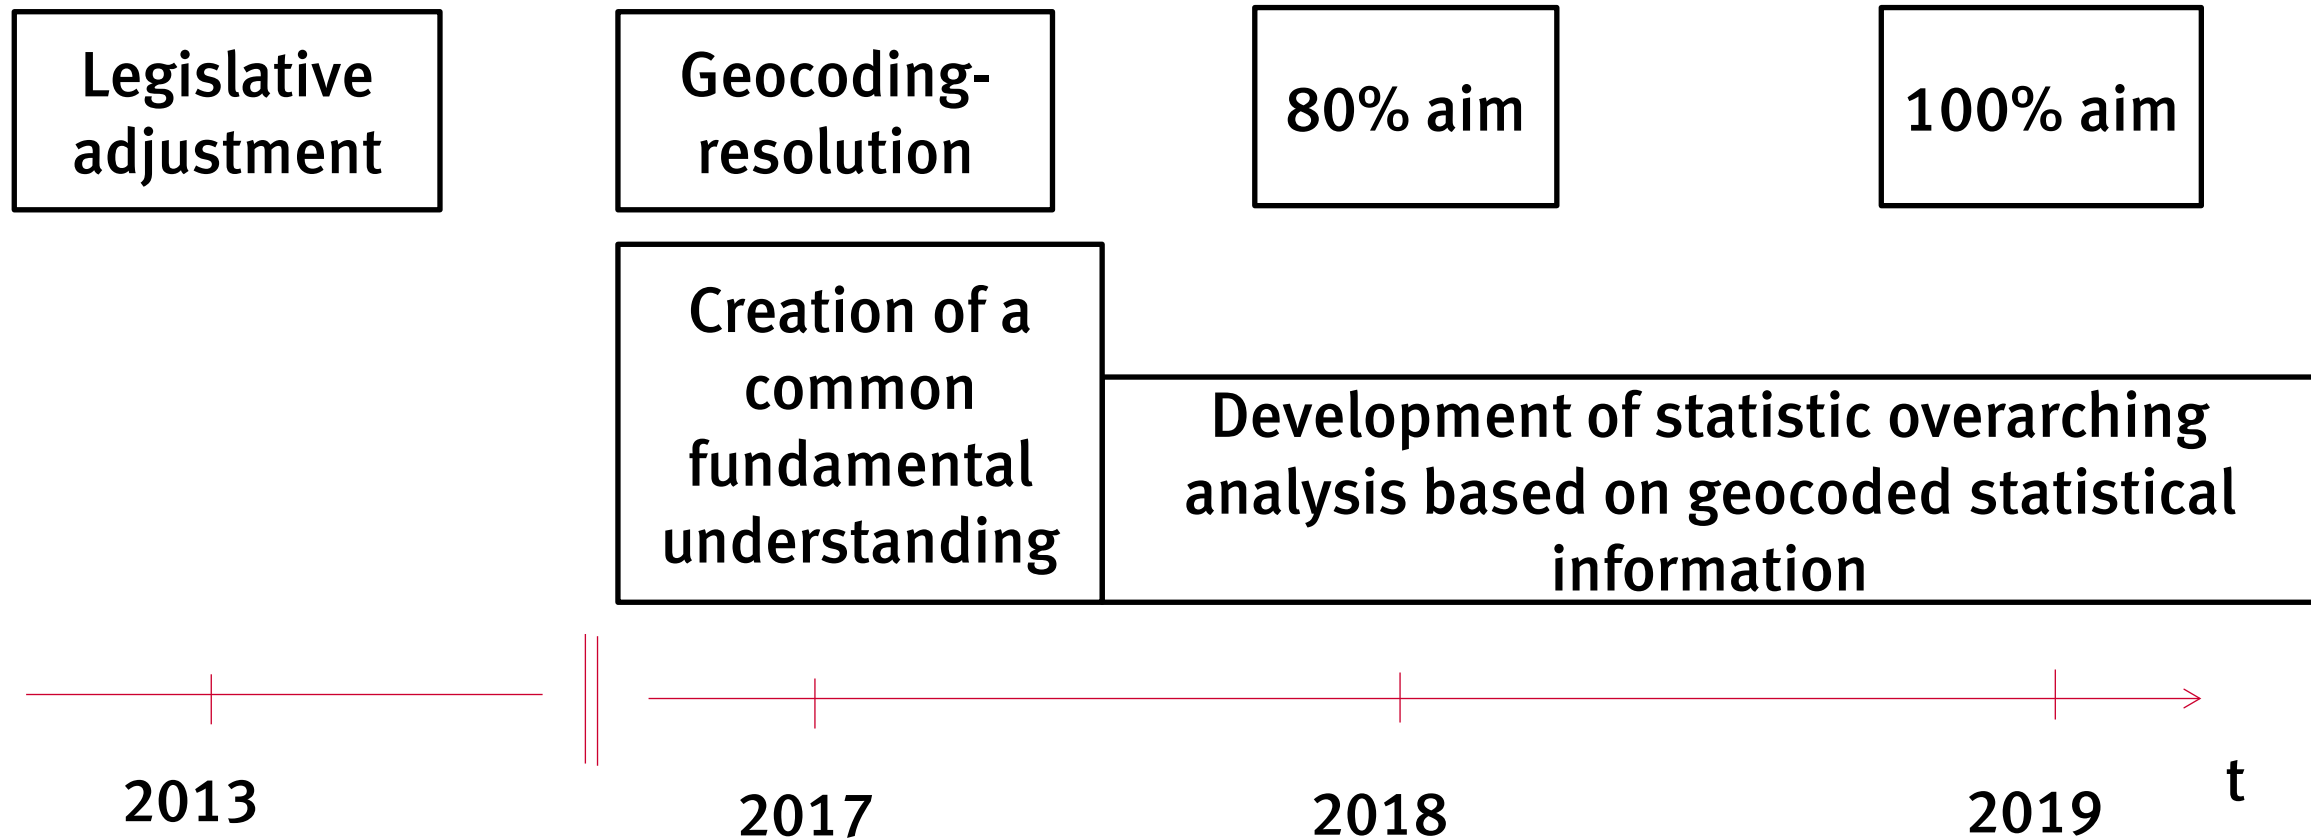 Legislative
adjustment
Geocoding-
resolution
80% aim
100% aim
Creation of a
common
fundamental
understanding
Development of statistic overarching
analysis based on geocoded statistical
information
2013
2017
2018
2019
t